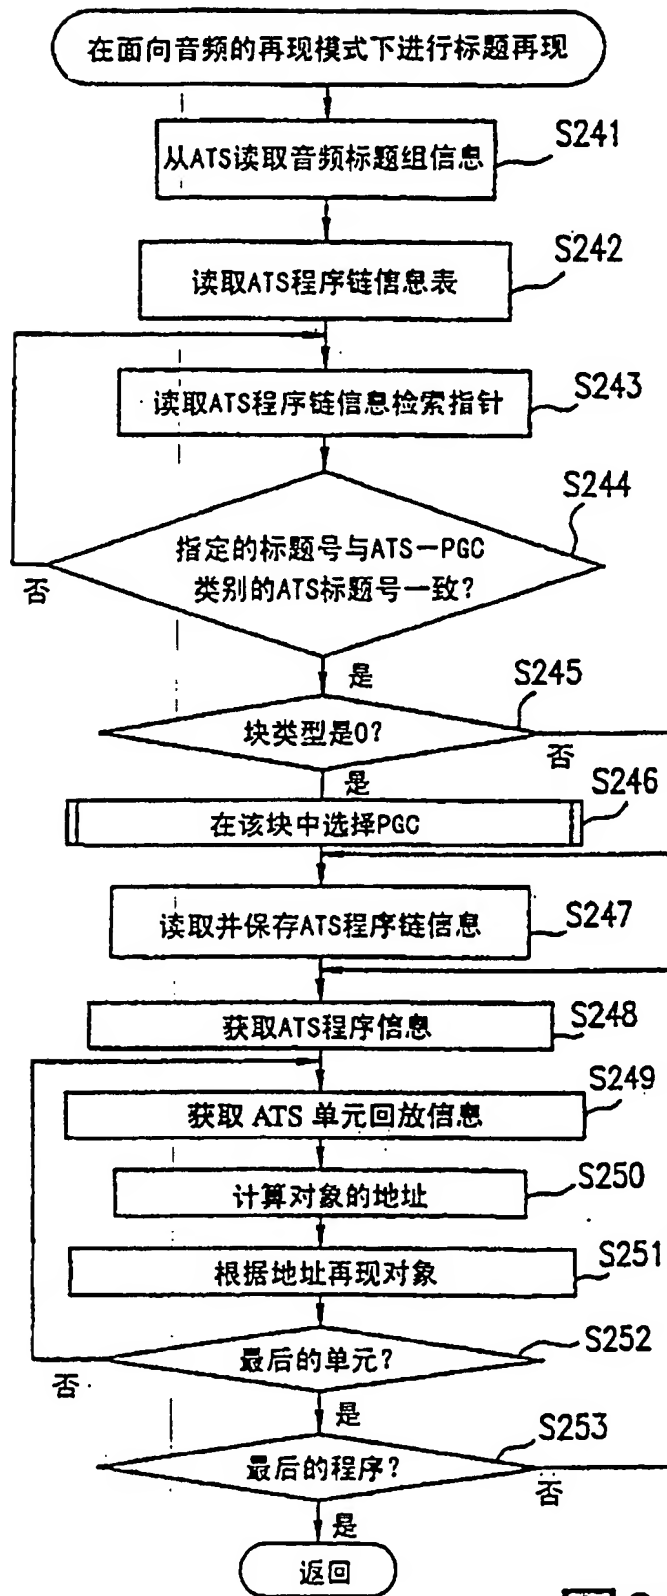 在面向音频的再现模式下进行标题再现
S241
从ATS读取音频标题组信息
S242
读取ATS程序链信息表
S243
读取ATS程序链信息检索指针
S244
指定的标题号与ATS—PGC
类别的ATS标题号一致?
否
是
S245
块类型是0?
否
是
S246
在该块中选择PGC
S247
读取并保存ATS程序链信息
S248
获取ATS程序信息
S249
获取 ATS 单元回放信息
S250
计算对象的地址
S251
根据地址再现对象
S252
最后的单元?
否
是
S253
最后的程序?
否
是
返回